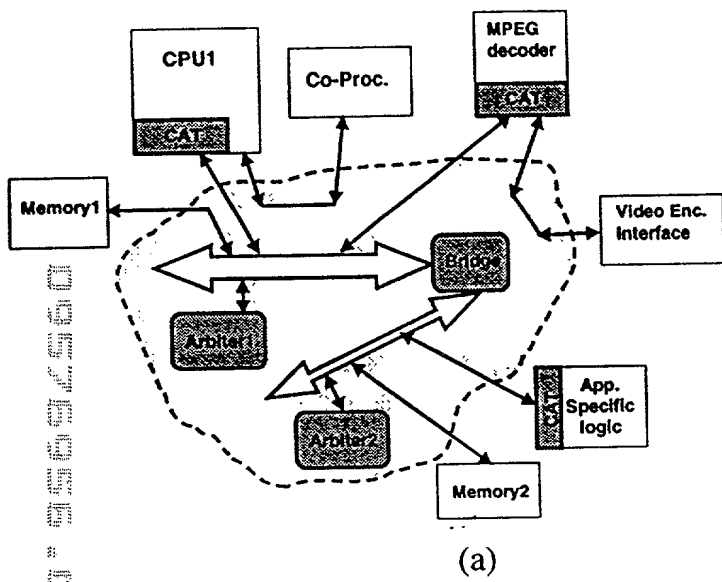 CPU1
CAT
Co-Proc.
MPEG
decoder
CAT
Memory1
Video Enc.
Interface
Bridge
Arbiter1
CAT
App.
Specific
logic
Arbiter2
Memory2
(a)